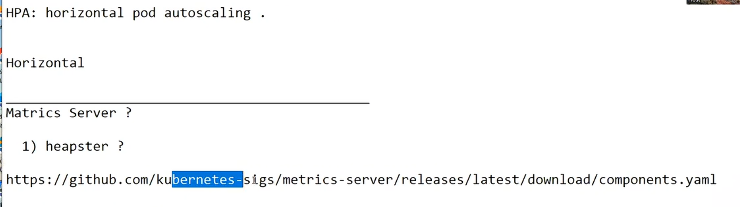 HPA: horizontal pod autoscaling .
Horizontal
Matrics Server ?
1) heapster ?
https://github.com/kubernetes-sigs/metrics-server/releases/latest/download/components.yaml